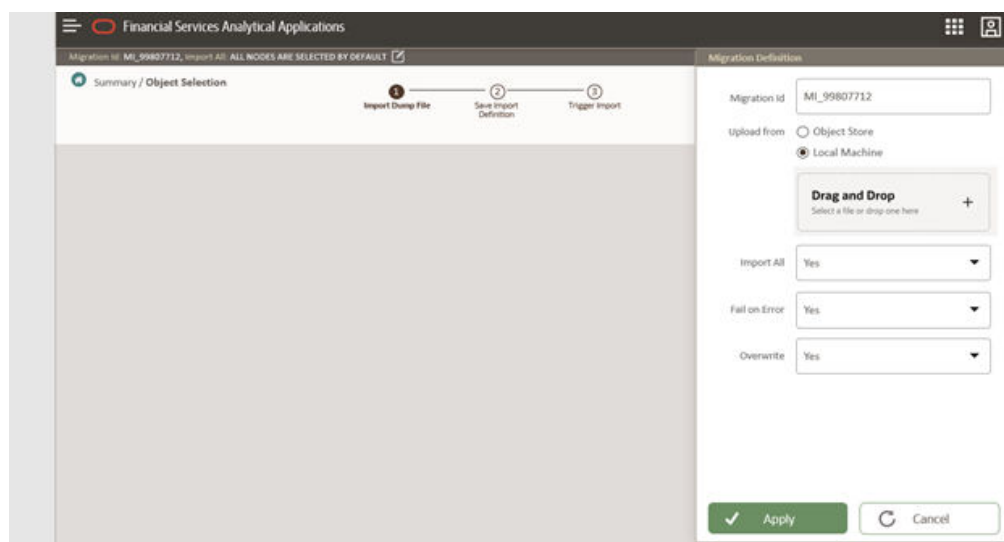 Financial Services Analytical Applications
Migration Id: MI_99807712, Import All: ALL NODES ARE SELECTED BY DEFAULT
Summary / Object Selection
1
Import Dump File
2
Save Import
Definition
3
Trigger Import
Migration Definition
Migration Id MI_99807712
Upload from Object Store
Local Machine
Drag and Drop
Select a file or drop one here
+
Import All Yes
Fail on Error Yes
Overwrite Yes
Apply Cancel